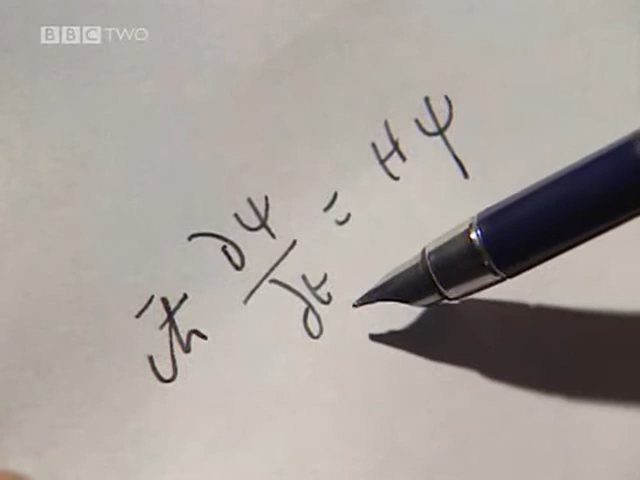 BBC TWO
iħ ∂ψ/∂t = Hψ